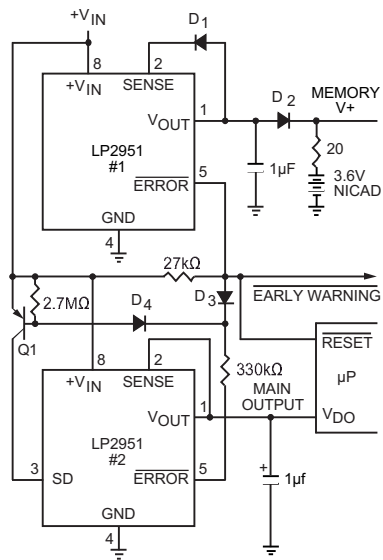 +VIN
D1
8
2
+VIN
SENSE
1
D2
MEMORY
V+
VOUT
LP2951
#1
20
1µF
5
3.6V
NICAD
ERROR
GND
4
27kΩ
EARLY WARNING
2.7MΩ
D4
D3
Q1
RESET
8
2
+VIN
SENSE
330kΩ
µP
MAIN
OUTPUT
VOUT
1
VDO
LP2951
#2
3
SD
ERROR
5
+
1µf
GND
4